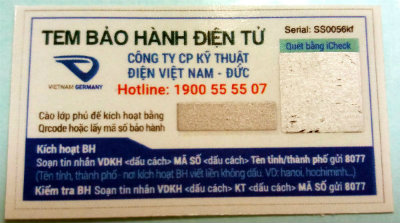 TEM BẢO HÀNH ĐIỆN TỬ
Serial: SS0056kf
Quét bằng iCheck
VIETNAM GERMANY
CÔNG TY CP KỸ THUẬT
ĐIỆN VIỆT NAM - ĐỨC
Hotline: 1900 55 55 07
Cào lớp phủ để kích hoạt bằng
Qrcode hoặc lấy mã số bảo hành
Kích hoạt BH
Soạn tin nhắn VDKH <dấu cách> MÃ SỐ <dấu cách> Tên tỉnh/thành phố gửi 8077
(Tên tỉnh, thành phố- nơi kích hoạt BH viết liền không dấu. VD: hanoi, hochiminh...)
Kiểm tra BH Soạn tin nhắn VDKH <dấu cách> KT <dấu cách> MÃ SỐ gửi 8077